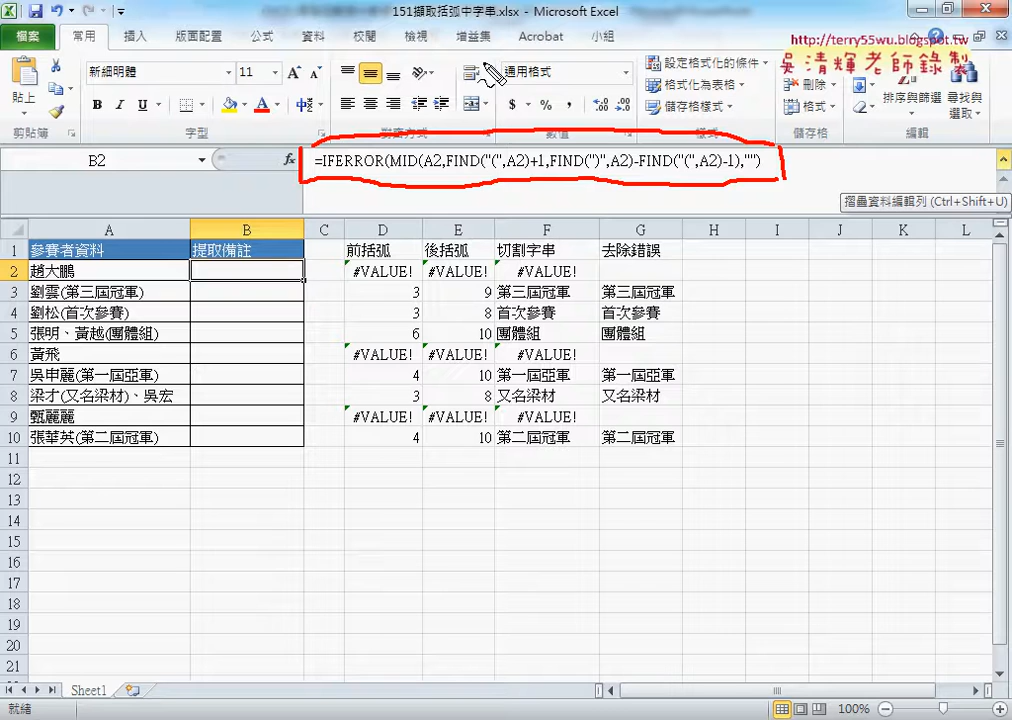 151擷取括弧中字串.xlsx - Microsoft Excel
檔案 常用 插入 版面配置 公式 資料 校閱 檢視 增益集 Acrobat 小組
http://terry55wu.blogspot.tw
吳清輝老師錄製
貼上
新細明體 11
B I U
通用格式
$ % ,
設定格式化的條件
格式化為表格
儲存格樣式
刪除
格式
排序與篩選 尋找與選取
剪貼簿 字型 對齊方式 數值 樣式 儲存格
B2 fx =IFERROR(MID(A2,FIND("(",A2)+1,FIND(")",A2)-FIND("(",A2)-1),"")
摺疊資料編輯列 (Ctrl+Shift+U)
A B C D E F G H I J K L
1 參賽者資料 提取備註 前括弧 後括弧 切割字串 去除錯誤
2 趙大鵬 #VALUE! #VALUE! #VALUE!
3 劉雲(第三屆冠軍) 3 9 第三屆冠軍 第三屆冠軍
4 劉松(首次參賽) 3 8 首次參賽 首次參賽
5 張明、黃越(團體組) 6 10 團體組 團體組
6 黃飛 #VALUE! #VALUE! #VALUE!
7 吳申麗(第一屆亞軍) 4 10 第一屆亞軍 第一屆亞軍
8 梁才(又名梁材)、吳宏 3 8 又名梁材 又名梁材
9 甄麗麗 #VALUE! #VALUE! #VALUE!
10 張華英(第二屆冠軍) 4 10 第二屆冠軍 第二屆冠軍
11
12
13
14
15
16
17
18
19
20
21
Sheet1
就緒 100%